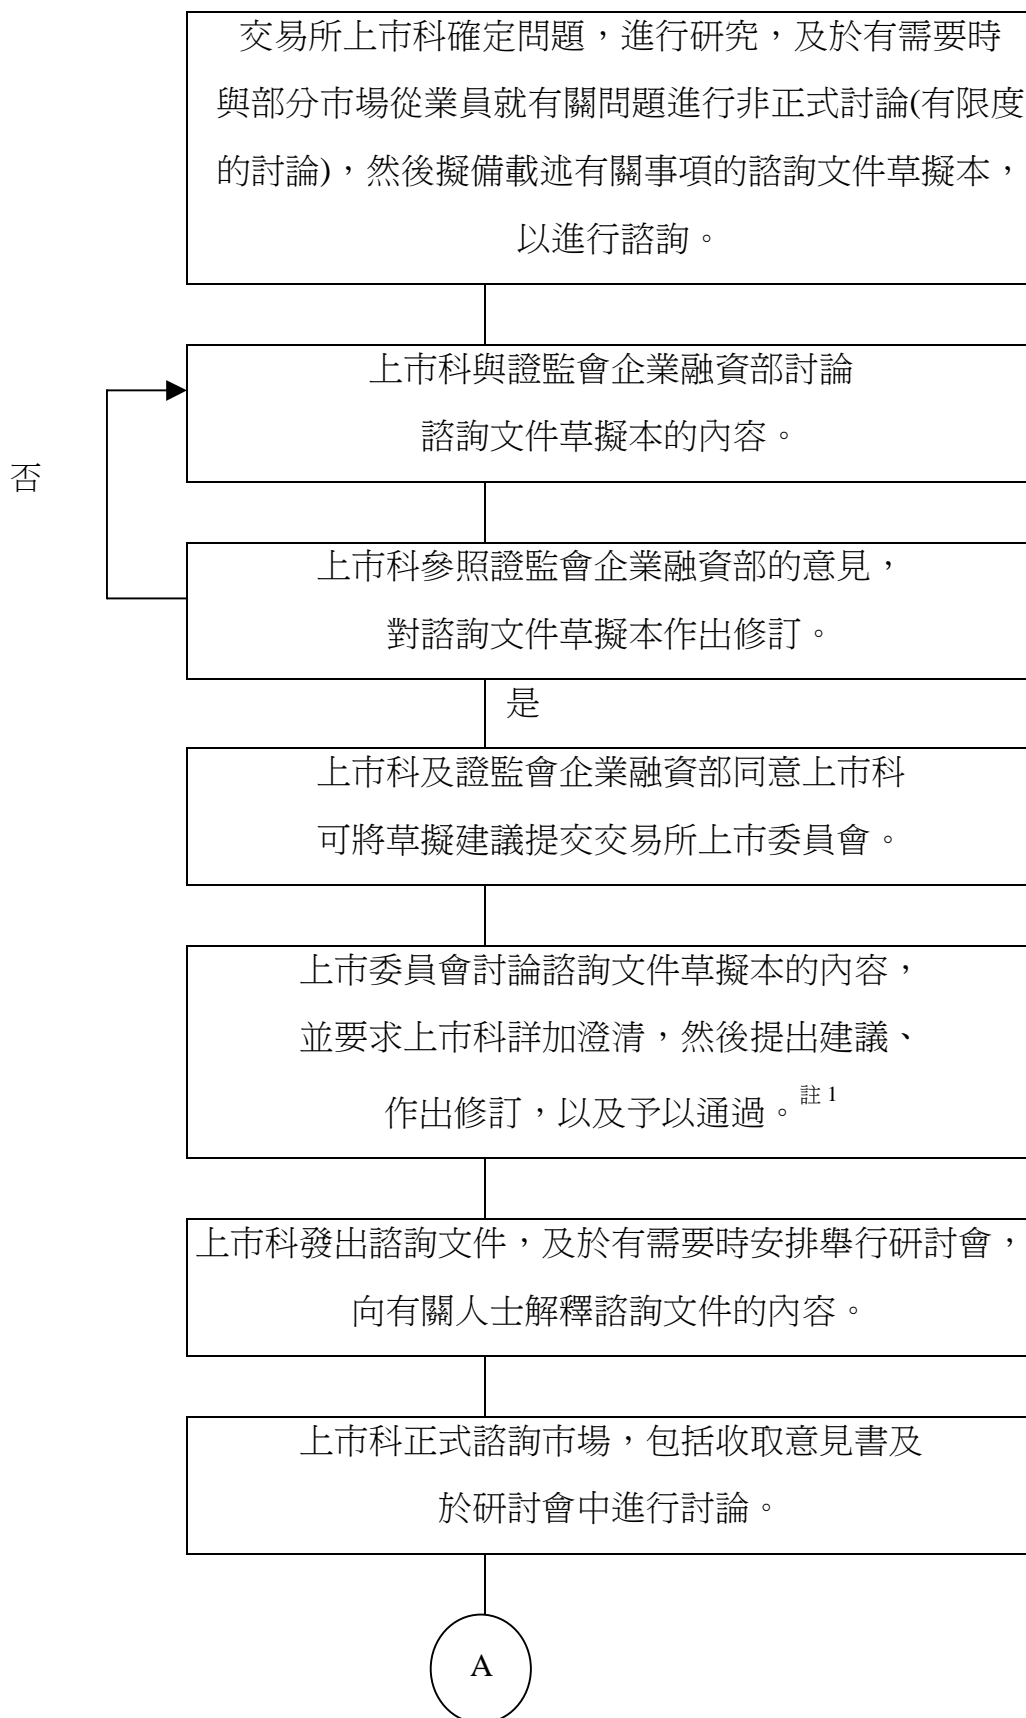 交易所上市科確定問題，進行研究，及於有需要時
與部分市場從業員就有關問題進行非正式討論(有限度
的討論)，然後擬備載述有關事項的諮詢文件草擬本，
以進行諮詢。
上市科與證監會企業融資部討論
諮詢文件草擬本的內容。
否
上市科參照證監會企業融資部的意見，
對諮詢文件草擬本作出修訂。
是
上市科及證監會企業融資部同意上市科
可將草擬建議提交交易所上市委員會。
上市委員會討論諮詢文件草擬本的內容，
並要求上市科詳加澄清，然後提出建議、
作出修訂，以及予以通過。註 1
上市科發出諮詢文件，及於有需要時安排舉行研討會，
向有關人士解釋諮詢文件的內容。
上市科正式諮詢市場，包括收取意見書及
於研討會中進行討論。
A